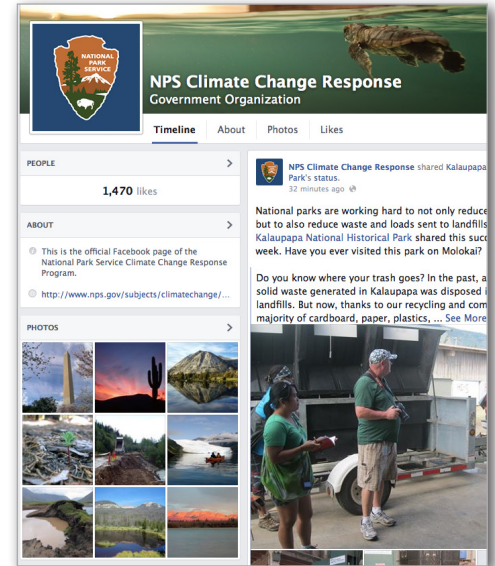 NATIONAL
PARK
SERVICE
NPS Climate Change Response
Government Organization
Timeline About Photos Likes
PEOPLE
1,470 likes
ABOUT
This is the official Facebook page of the
National Park Service Climate Change Response
Program.
http://www.nps.gov/subjects/climatechange/...
PHOTOS
NPS Climate Change Response shared Kalaupapa
Park's status.
32 minutes ago
National parks are working hard to not only reduce
but to also reduce waste and loads sent to landfills
Kalaupapa National Historical Park shared this succ
week. Have you ever visited this park on Molokai?
Do you know where your trash goes? In the past, a
solid waste generated in Kalaupapa was disposed i
landfills. But now, thanks to our recycling and com
majority of cardboard, paper, plastics, ... See More